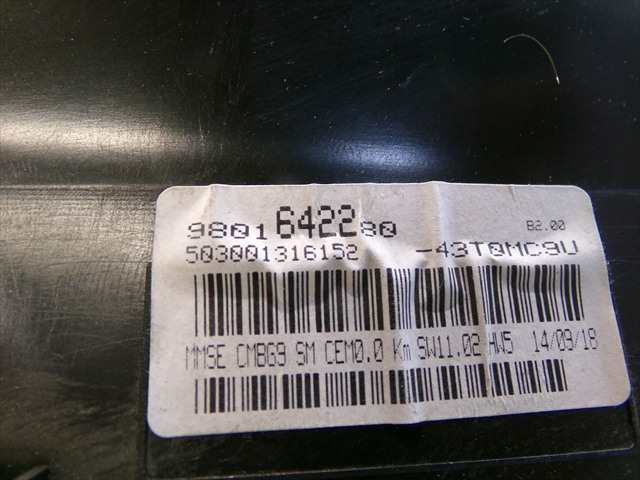 9801642280 B2.00
503001316152 -43T0MC9U
MMSE CMBG9 SM CEM0.0 Km SW11.02 HW5 14/09/18